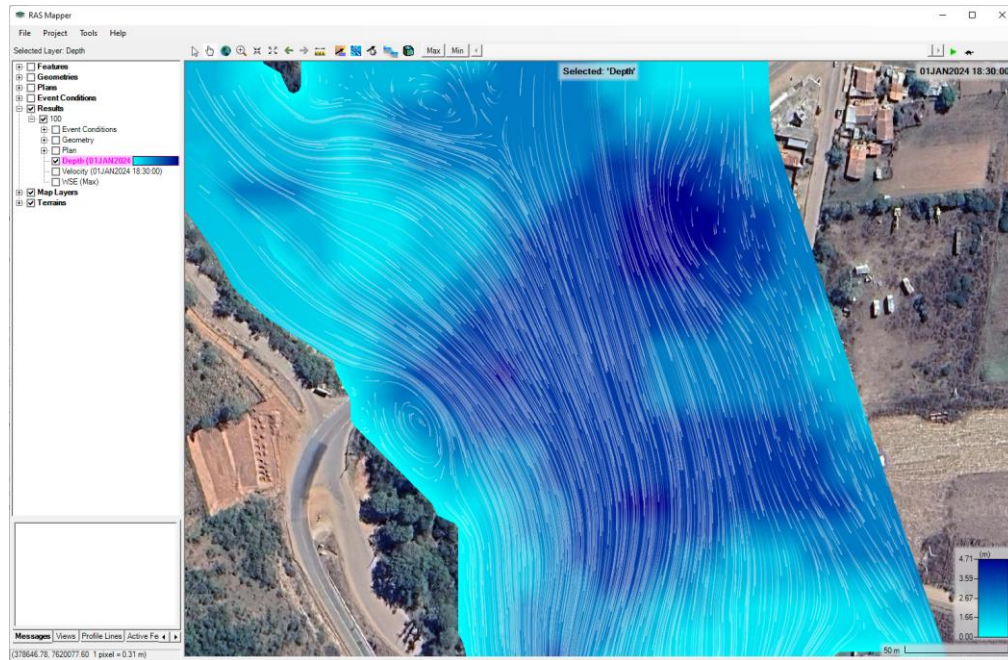 RAS Mapper
File Project Tools Help
Selected Layer: Depth
Max Min
Features
Geometries
Plans
Event Conditions
Results
100
Event Conditions
Geometry
Plan
Depth (01JAN2024
Velocity (01JAN2024 18:30:00)
WSE (Max)
Map Layers
Terrains
Selected: 'Depth'
01JAN2024 18:30:00
(m)
4.71
3.59
2.67
1.66
0.00
50 m
Messages Views Profile Lines Active Fe
(378646.78, 7620077.60 1 pixel = 0.31 m)